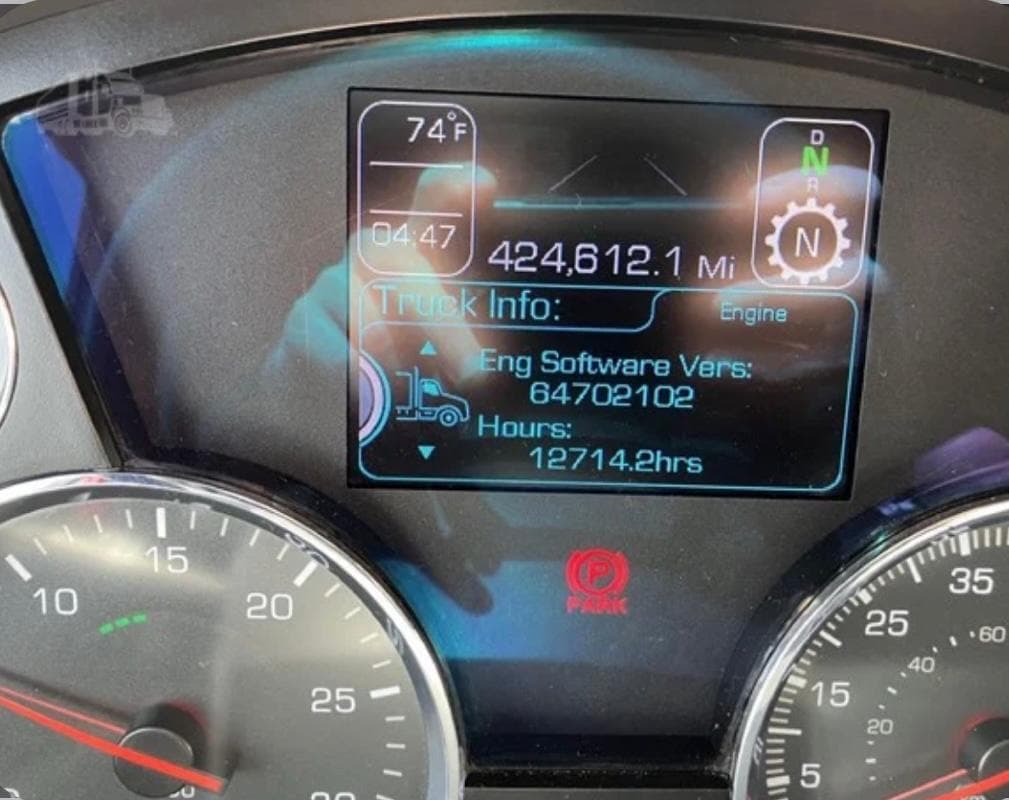 74°F
D
N
R
04:47
N
424,612.1 Mi
Truck Info:
Engine
Eng Software Vers:
64702102
Hours:
12714.2hrs
PARK
10
15
20
25
5
15
25
35
20
40
60